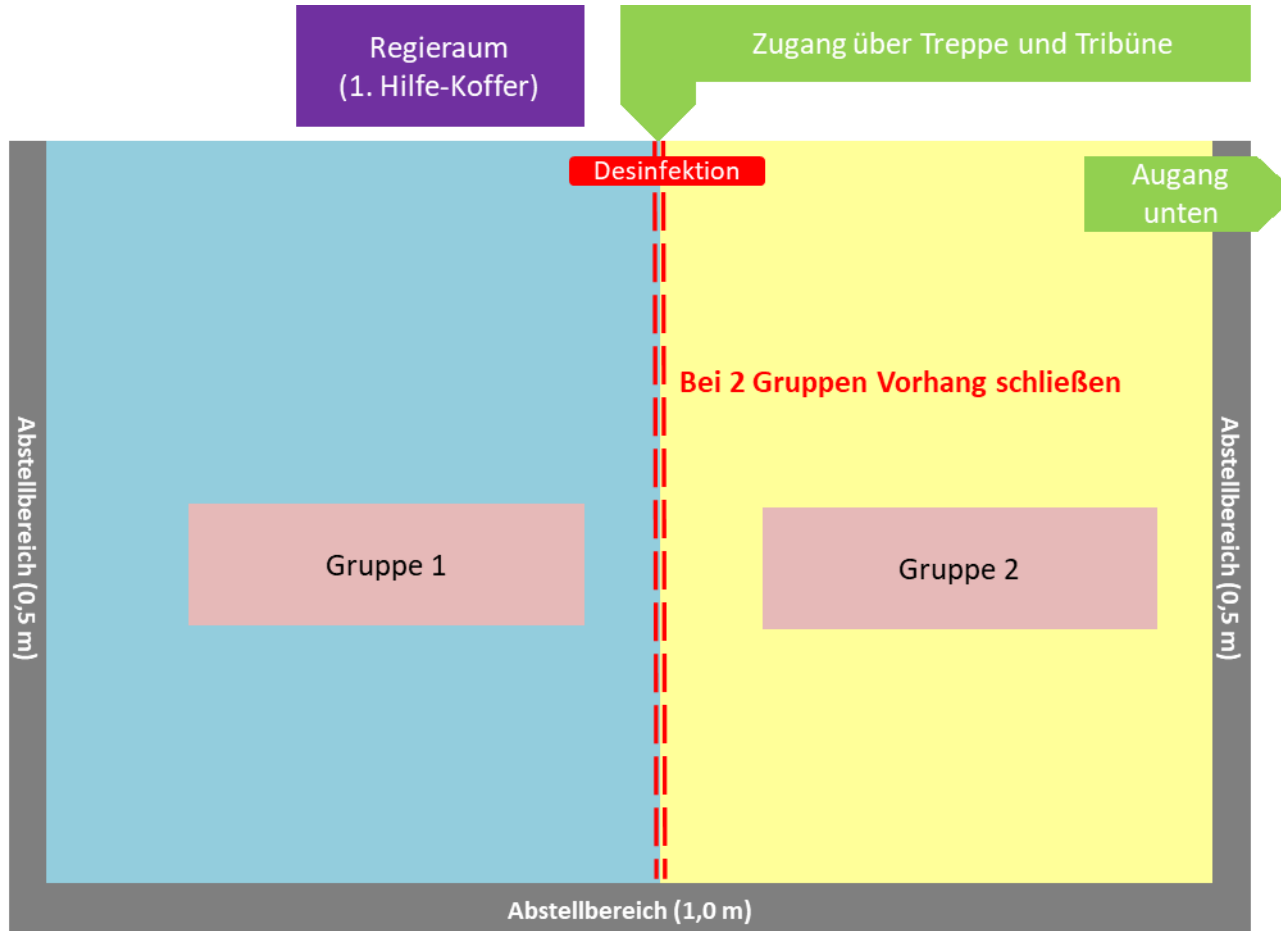 Regieraum
(1. Hilfe-Koffer)
Zugang über Treppe und Tribüne
Desinfektion
Augang
unten
Bei 2 Gruppen Vorhang schließen
Abstellbereich (0,5 m)
Gruppe 1
Gruppe 2
Abstellbereich (0,5 m)
Abstellbereich (1,0 m)